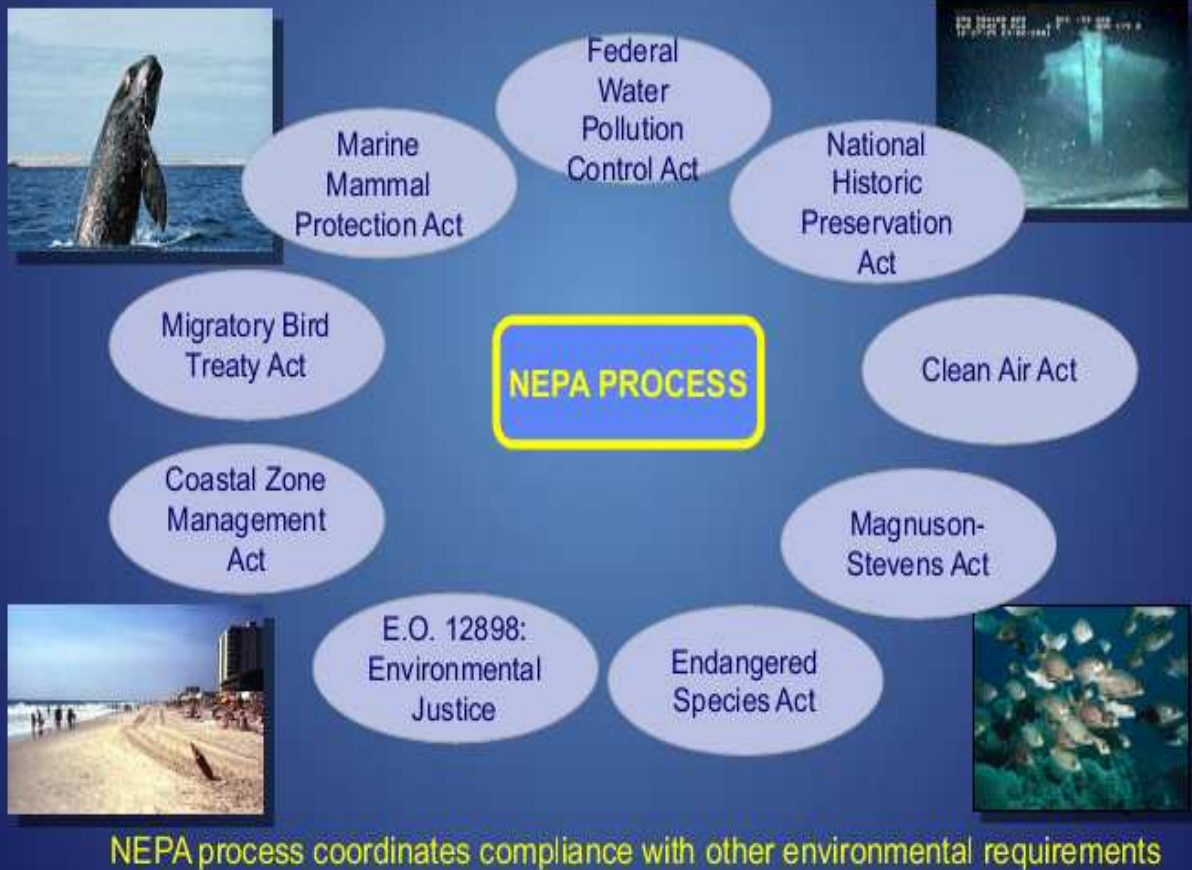 Federal
Water
Pollution
Control Act
Marine
Mammal
Protection Act
National
Historic
Preservation
Act
Migratory Bird
Treaty Act
NEPA PROCESS
Clean Air Act
Coastal Zone
Management
Act
Magnuson-
Stevens Act
E.O. 12898:
Environmental
Justice
Endangered
Species Act
NEPA process coordinates compliance with other environmental requirements